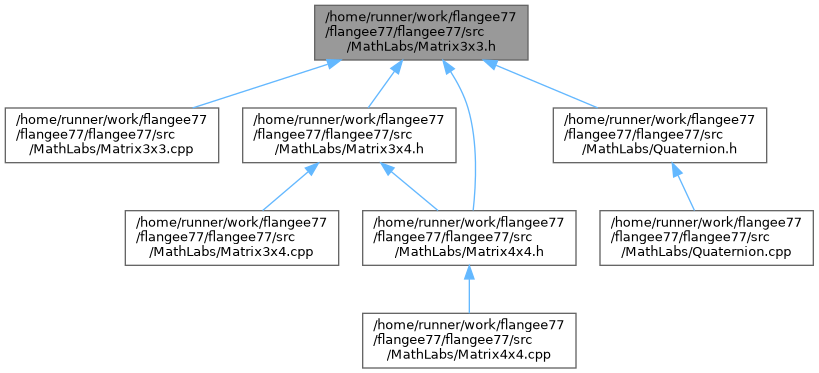 /home/runner/work/flangee77
/flangee77/flangee77/src
/MathLabs/Matrix3x3.h
/home/runner/work/flangee77
/flangee77/flangee77/src
/MathLabs/Matrix3x3.cpp
/home/runner/work/flangee77
/flangee77/flangee77/src
/MathLabs/Matrix3x4.h
/home/runner/work/flangee77
/flangee77/flangee77/src
/MathLabs/Quaternion.h
/home/runner/work/flangee77
/flangee77/flangee77/src
/MathLabs/Matrix3x4.cpp
/home/runner/work/flangee77
/flangee77/flangee77/src
/MathLabs/Matrix4x4.h
/home/runner/work/flangee77
/flangee77/flangee77/src
/MathLabs/Quaternion.cpp
/home/runner/work/flangee77
/flangee77/flangee77/src
/MathLabs/Matrix4x4.cpp